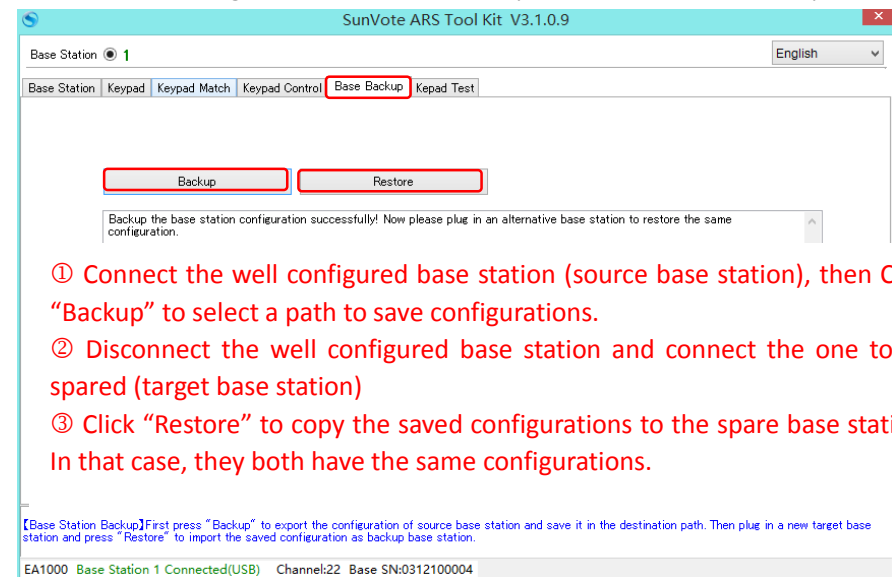 SunVote ARS Tool Kit V3.1.0.9
Base Station 1
English
Base Station Keypad Keypad Match Keypad Control Base Backup Kepad Test
Backup Restore
Backup the base station configuration successfully! Now please plug in an alternative base station to restore the same
configuration.
① Connect the well configured base station (source base station), then
“Backup” to select a path to save configurations.
② Disconnect the well configured base station and connect the one to
spared (target base station)
③ Click “Restore” to copy the saved configurations to the spare base stati
In that case, they both have the same configurations.
【Base Station Backup】First press "Backup" to export the configuration of source base station and save it in the destination path. Then plug in a new target base
station and press "Restore" to import the saved configuration as backup base station.
EA1000 Base Station 1 Connected(USB) Channel:22 Base SN:0312100004